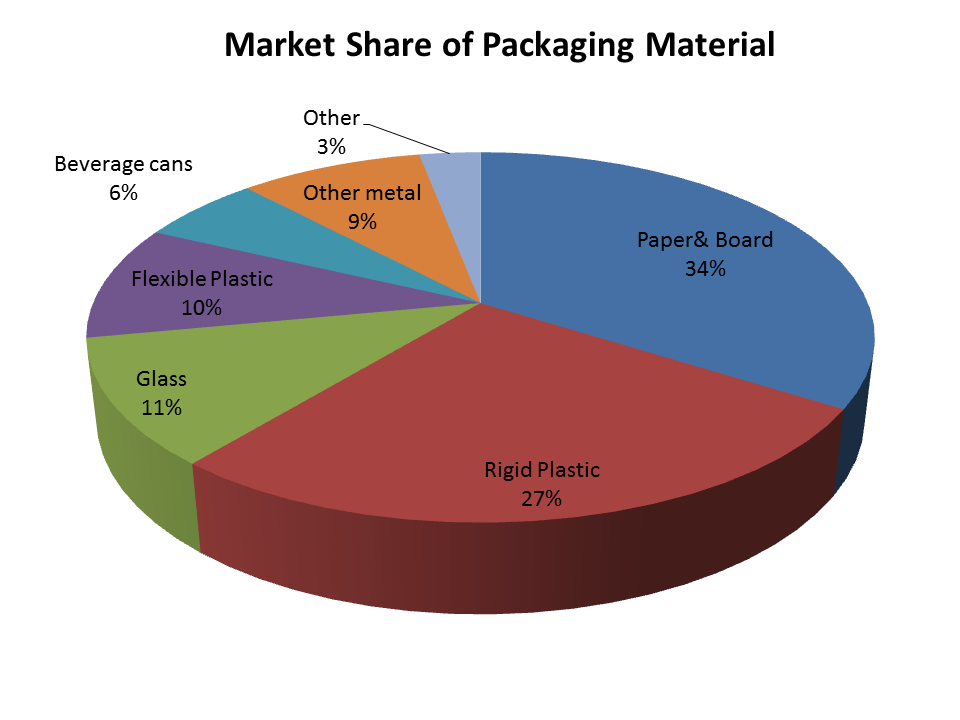 Market Share of Packaging Material
Other
3%
Beverage cans
6%
Other metal
9%
Paper& Board
34%
Flexible Plastic
10%
Glass
11%
Rigid Plastic
27%